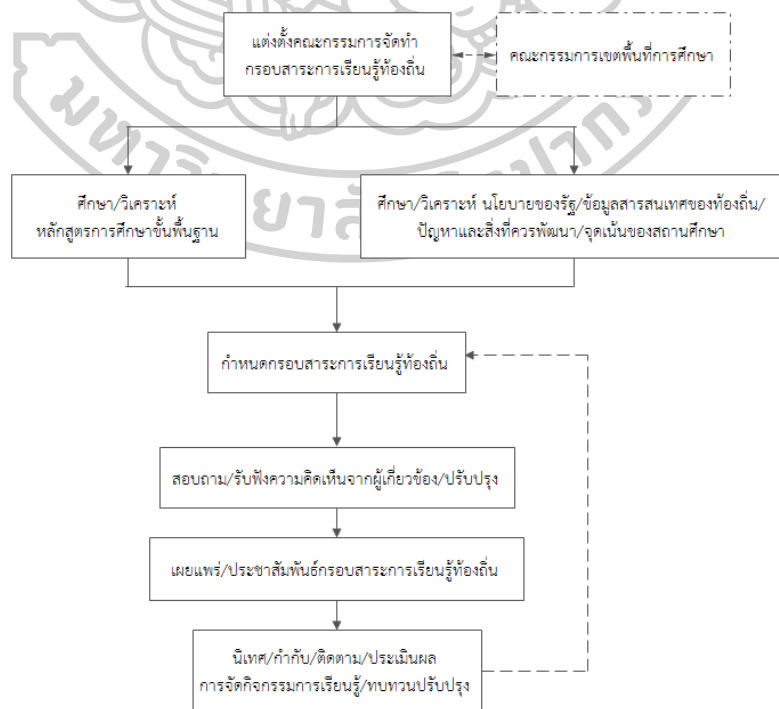 แต่งตั้งคณะกรรมการจัดทำ
กรอบสาระการเรียนรู้ท้องถิ่น
คณะกรรมการเขตพื้นที่การศึกษา
ศึกษา/วิเคราะห์
หลักสูตรการศึกษาขั้นพื้นฐาน
ศึกษา/วิเคราะห์ นโยบายของรัฐ/ข้อมูลสารสนเทศของท้องถิ่น/
ปัญหาและสิ่งที่ควรพัฒนา/จุดเน้นของสถานศึกษา
กำหนดกรอบสาระการเรียนรู้ท้องถิ่น
สอบถาม/รับฟังความคิดเห็นจากผู้เกี่ยวข้อง/ปรับปรุง
เผยแพร่/ประชาสัมพันธ์กรอบสาระการเรียนรู้ท้องถิ่น
นิเทศ/กำกับ/ติดตาม/ประเมินผล
การจัดกิจกรรมการเรียนรู้/ทบทวนปรับปรุง